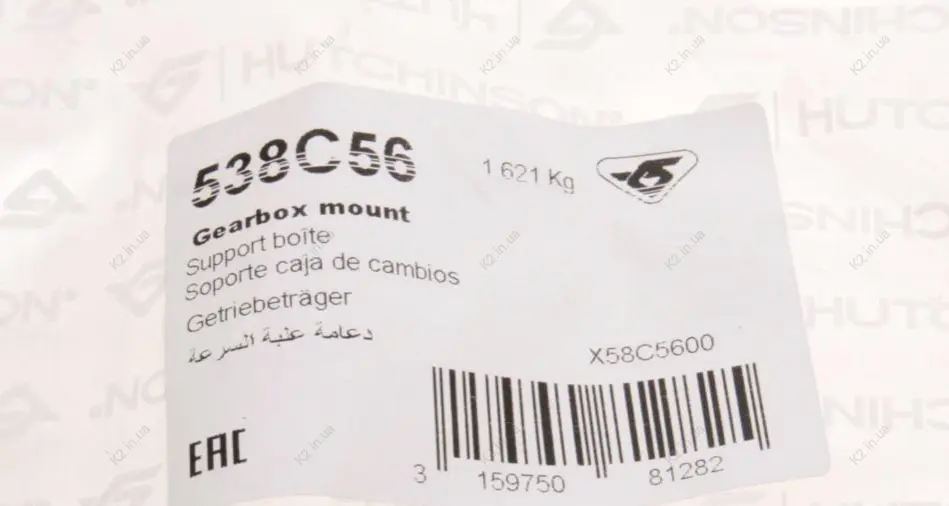 HUTCHINSON®
538C56
1 621 Kg
Gearbox mount
Support boîte
Soporte caja de cambios
Getriebeträger
دعامة علبة السرعة
X58C5600
EAC
3 159750 81282
K2.in.ua